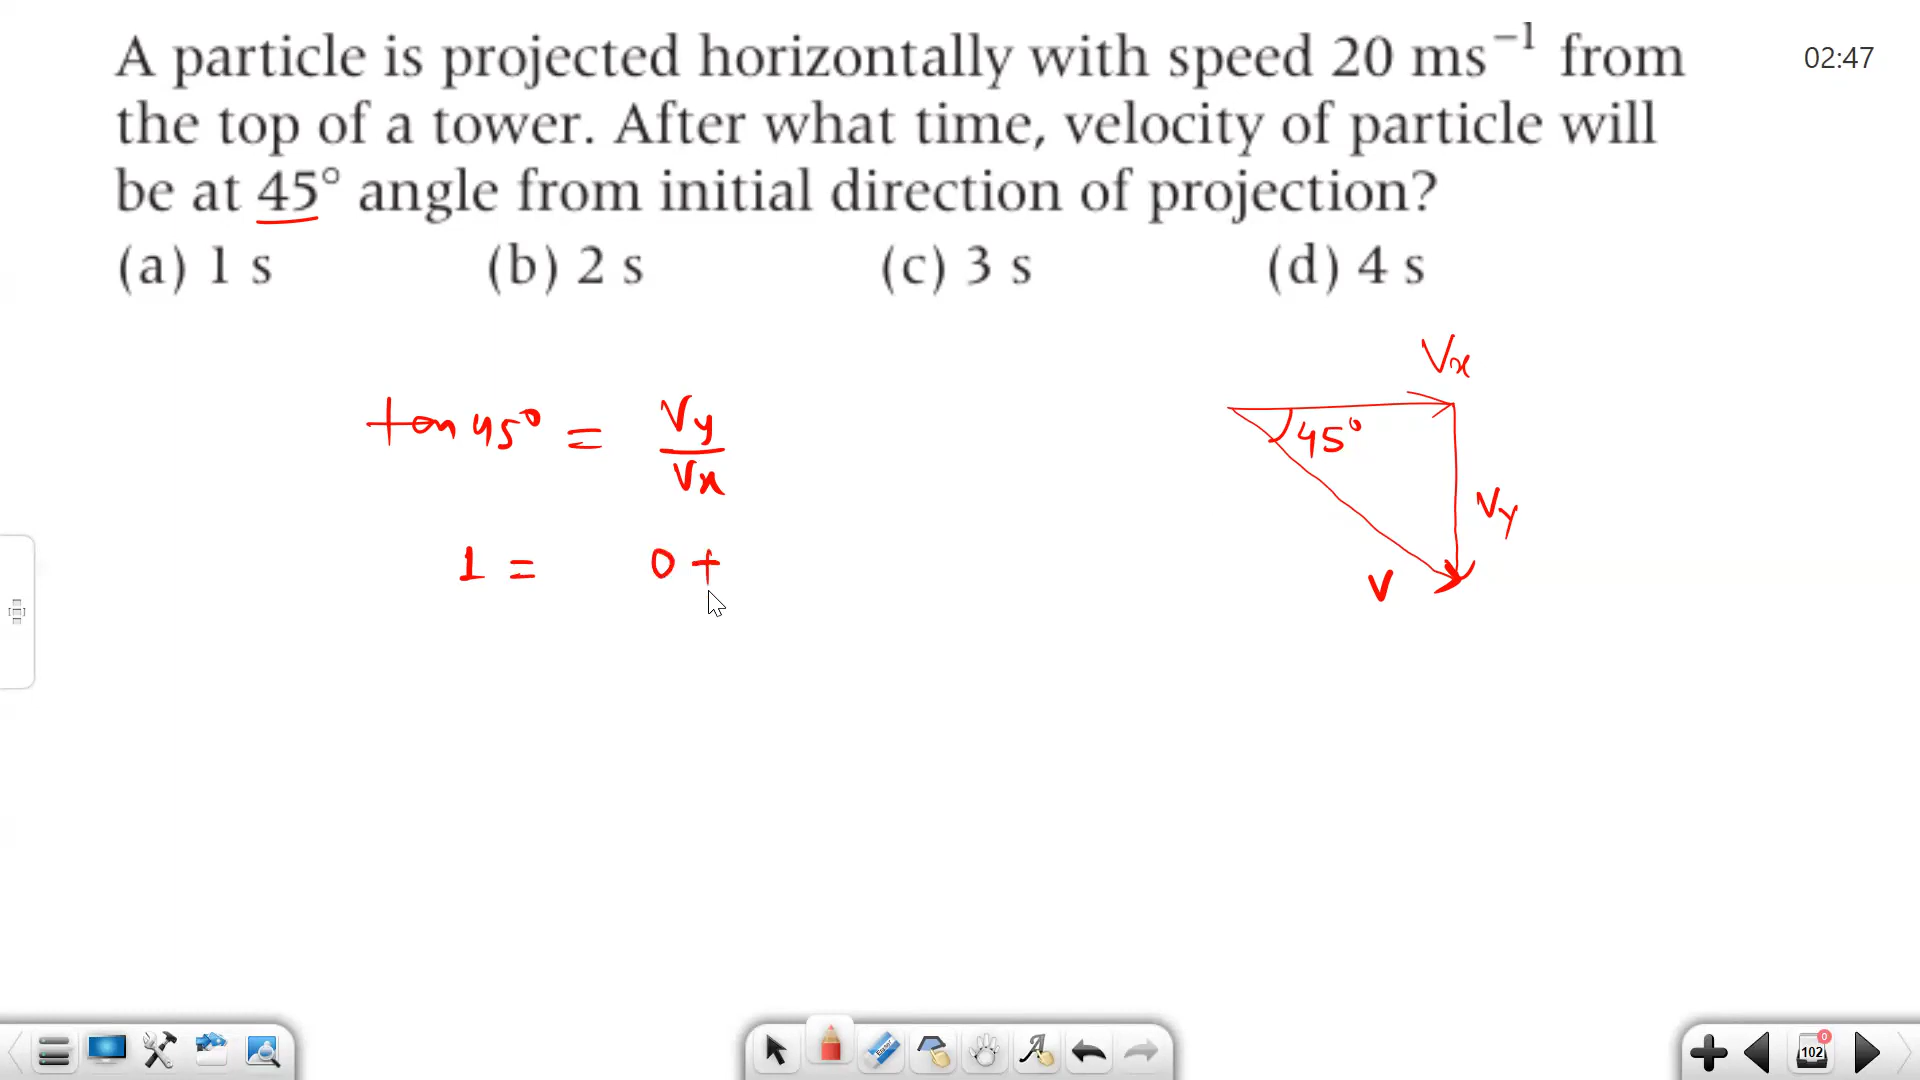 A particle is projected horizontally with speed 20 ms⁻¹ from
02:47
the top of a tower. After what time, velocity of particle will
be at 45° angle from initial direction of projection?
(a) 1 s (b) 2 s (c) 3 s (d) 4 s
Vx
tan 45° = Vy/Vx
45°
Vy
1 = 0 +
V
Eraser
A
102
0